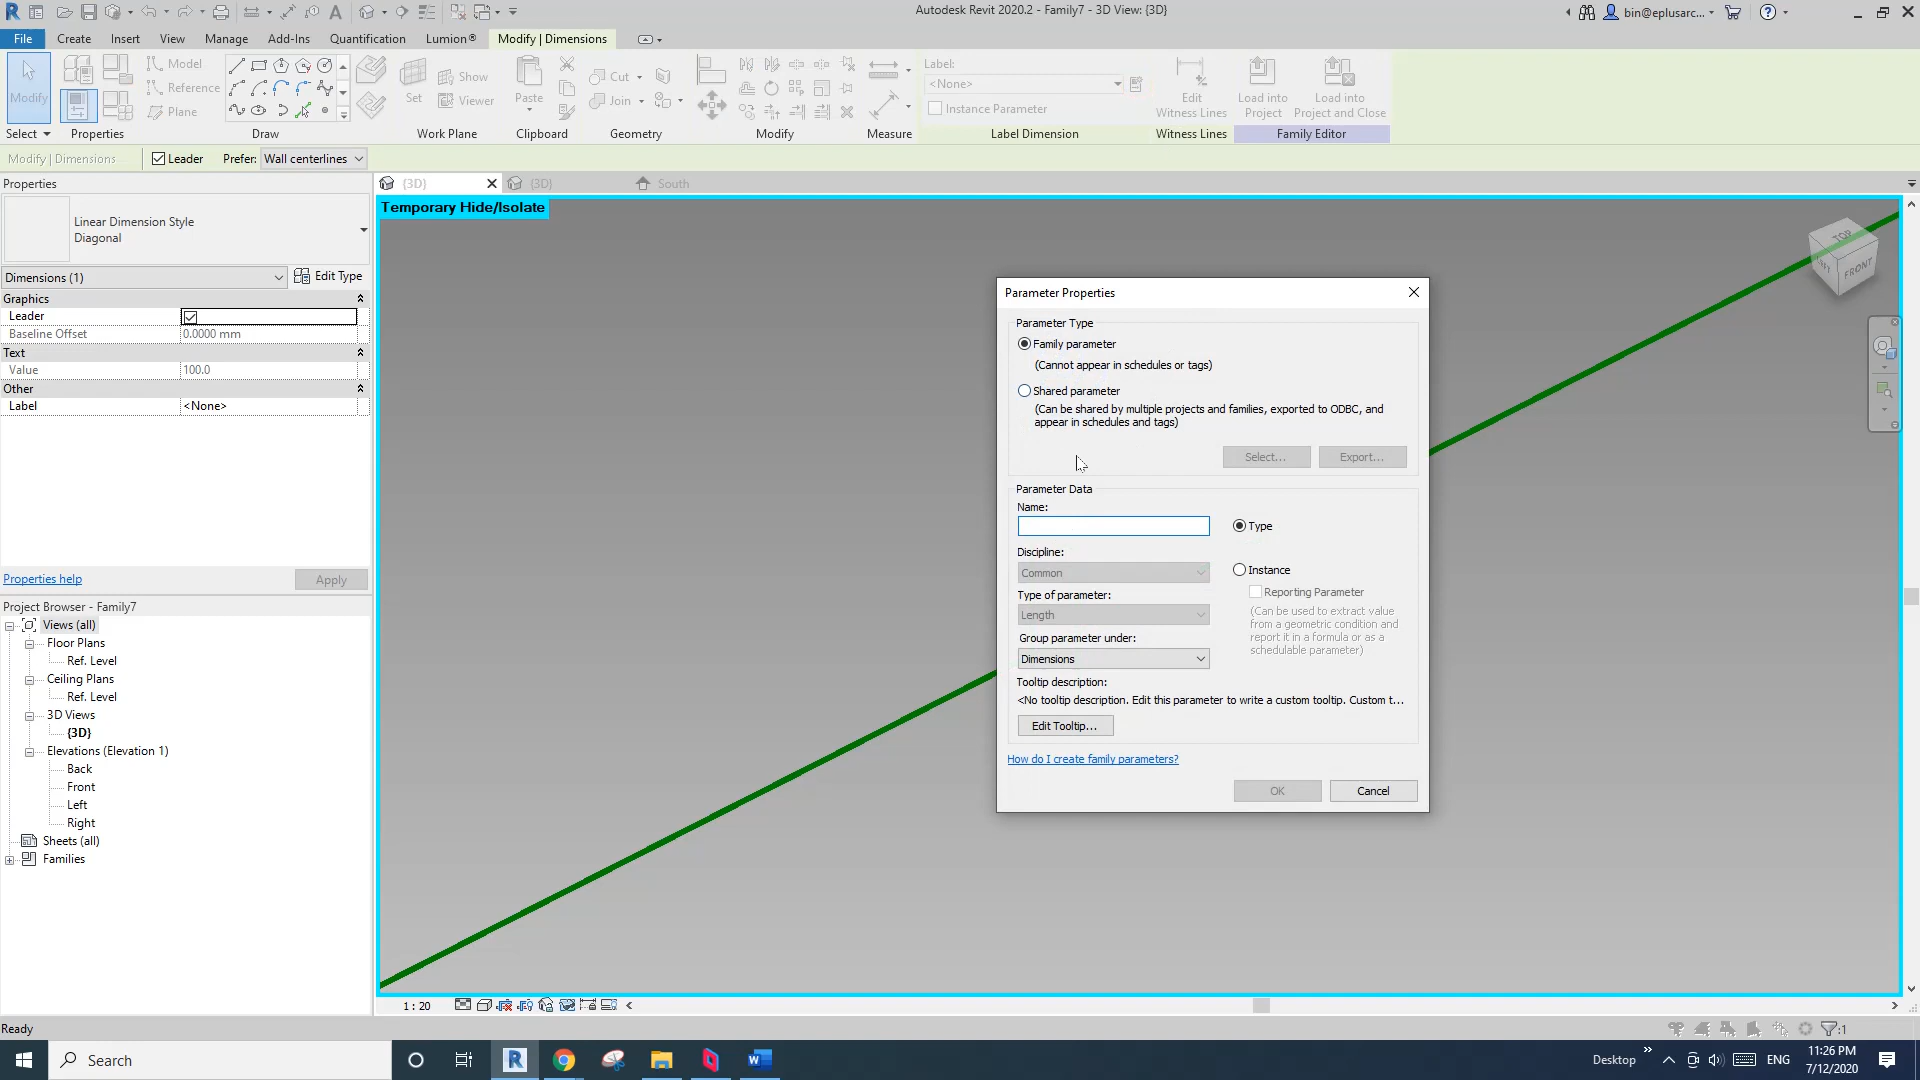 Autodesk Revit 2020.2 - Family7 - 3D View: {3D}
bin@eplusarc...
File
Create
Insert
View
Manage
Add-Ins
Quantification
Lumion®
Modify | Dimensions
Modify
Model
Reference
Plane
Set
Show
Viewer
Paste
Cut
Join
Label:
<None>
Instance Parameter
Edit
Witness Lines
Load into
Project
Load into
Project and Close
Select
Properties
Draw
Work Plane
Clipboard
Geometry
Modify
Measure
Label Dimension
Witness Lines
Family Editor
Modify | Dimensions
Leader
Prefer:
Wall centerlines
Properties
{3D}
{3D}
South
Linear Dimension Style
Diagonal
Dimensions (1)
Edit Type
Graphics
Leader
Baseline Offset
0.0000 mm
Text
Value
100.0
Other
Label
<None>
Properties help
Apply
Project Browser - Family7
Views (all)
Floor Plans
Ref. Level
Ceiling Plans
Ref. Level
3D Views
{3D}
Elevations (Elevation 1)
Back
Front
Left
Right
Sheets (all)
Families
Temporary Hide/Isolate
TOP
FRONT
Parameter Properties
Parameter Type
Family parameter
(Cannot appear in schedules or tags)
Shared parameter
(Can be shared by multiple projects and families, exported to ODBC, and
appear in schedules and tags)
Select...
Export...
Parameter Data
Name:
Type
Discipline:
Common
Instance
Type of parameter:
Reporting Parameter
Length
(Can be used to extract value
from a geometric condition and
report it in a formula or as a
schedulable parameter)
Group parameter under:
Dimensions
Tooltip description:
<No tooltip description. Edit this parameter to write a custom tooltip. Custom t...
Edit Tooltip...
How do I create family parameters?
OK
Cancel
1 : 20
Ready
:1
Search
Desktop
ENG
11:26 PM
7/12/2020